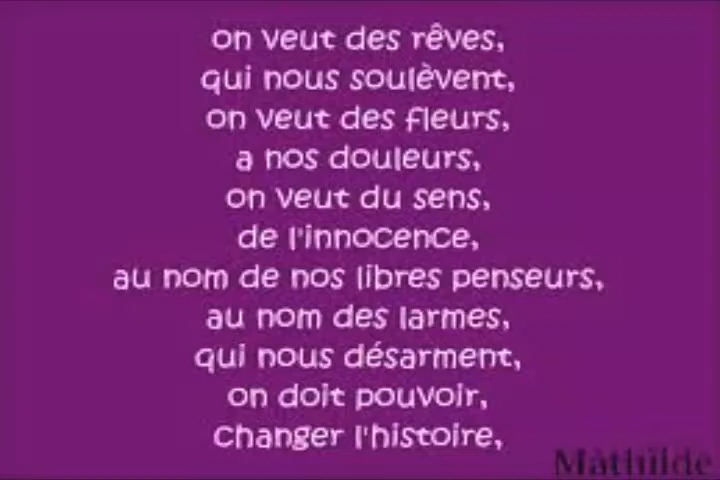 on veut des rêves,
qui nous soulèvent,
on veut des fleurs,
a nos douleurs,
on veut du sens,
de l'innocence,
au nom de nos libres penseurs,
au nom des larmes,
qui nous désarment,
on doit pouvoir,
changer l'histoire,
Mathilde